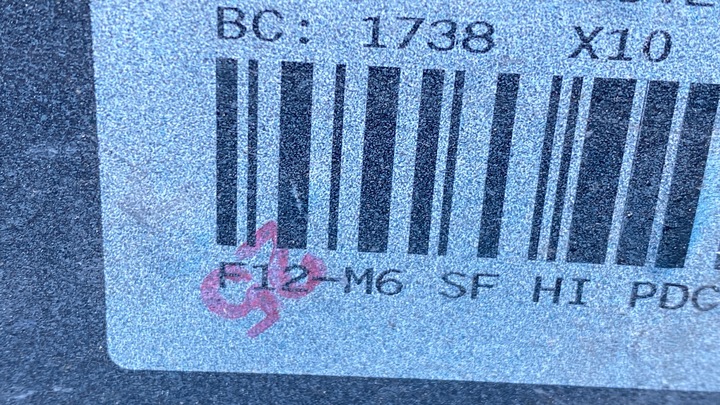 BC: 1738 X10
F12-M6 SF HI PDC